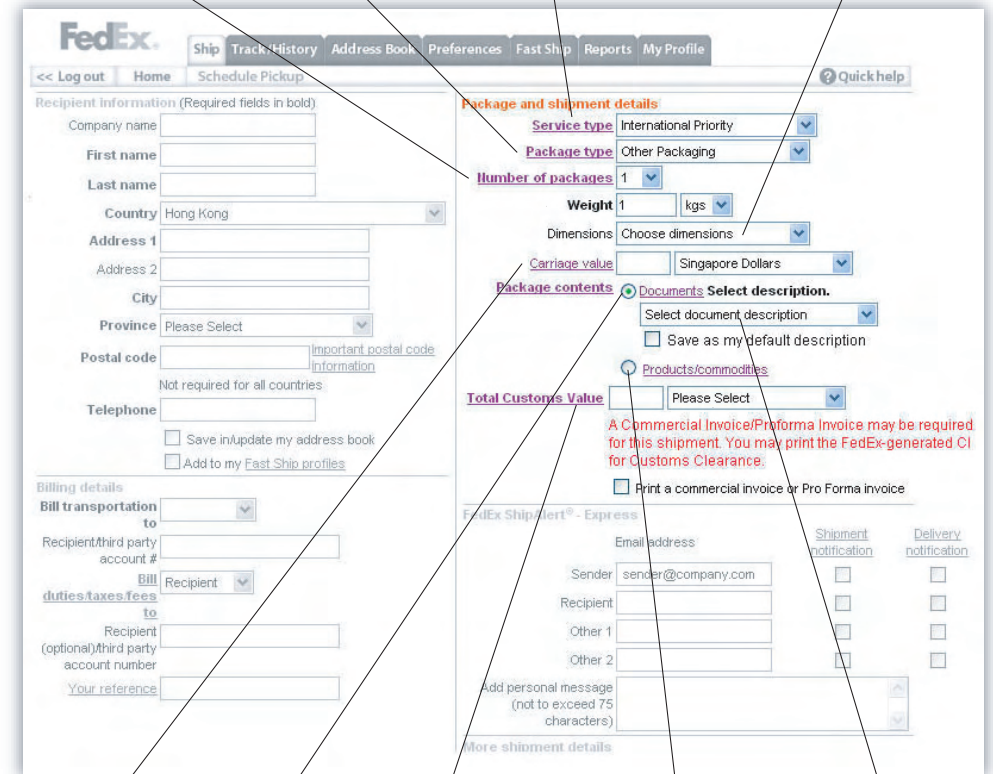 FedEx.
Ship Track/History Address Book Preferences Fast Ship Reports My Profile
<< Log out Home Schedule Pickup Quick help
Recipient Information (Required fields in bold)
Company name
First name
Last name
Country Hong Kong
Address 1
Address 2
City
Province Please Select
Postal code Important postal code
information
Not required for all countries
Telephone
Save in/update my address book
Add to my Fast Ship profiles
Billing details
Bill transportation
to
Recipient/third party
account #
Bill Recipient
duties/taxes/fees
to
Recipient
(optional)/third party
account number
Your reference
Package and shipment details
Service type International Priority
Package type Other Packaging
Number of packages 1
Weight 1 kgs
Dimensions Choose dimensions
Carriage value Singapore Dollars
Package contents Documents Select description.
Select document description
Save as my default description
Products/commodities
Total Customs Value Please Select
A Commercial Invoice/Proforma Invoice may be required
for this shipment. You may print the FedEx-generated CI
for Customs Clearance.
Print a commercial invoice or Pro Forma invoice
FedEx ShipAlert® - Express
Email address Shipment
notification Delivery
notification
Sender sender@company.com
Recipient
Other 1
Other 2
Add personal message
(not to exceed 75
characters)
More shipment details